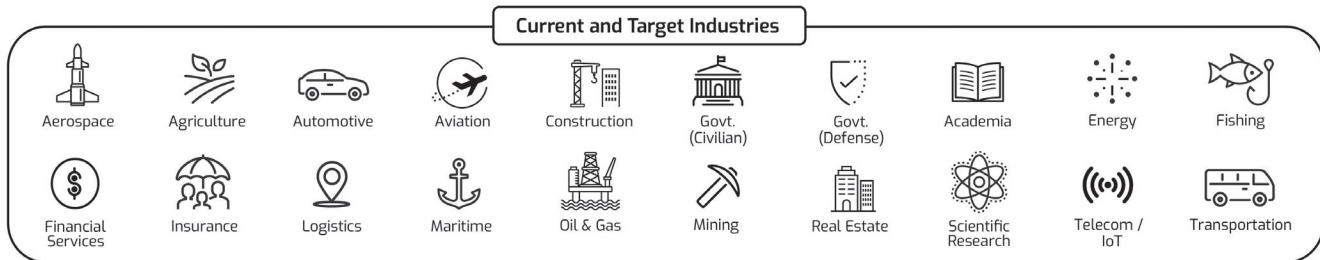 Current and Target Industries
Aerospace
Agriculture
Automotive
Aviation
Construction
Govt.
(Civilian)
Govt.
(Defense)
Academia
Energy
Fishing
Financial
Services
Insurance
Logistics
Maritime
Oil & Gas
Mining
Real Estate
Scientific
Research
Telecom /
IoT
Transportation